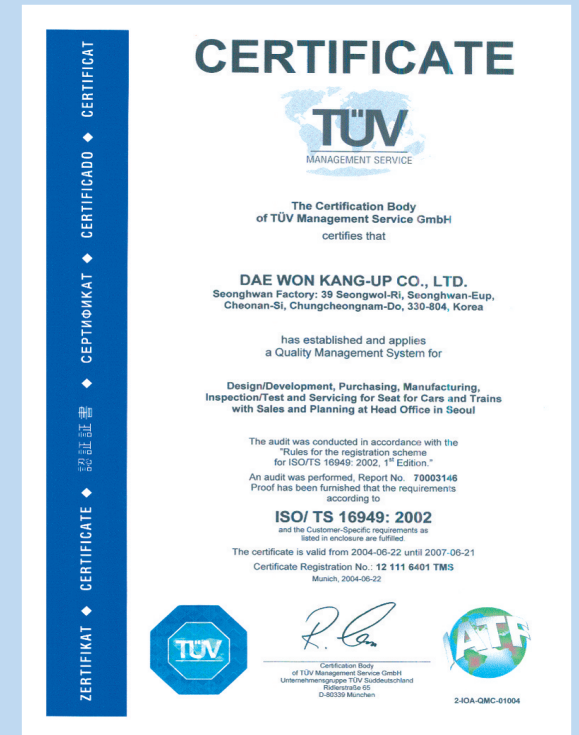 CERTIFICATE
TÜV
MANAGEMENT SERVICE
The Certification Body
of TÜV Management Service GmbH
certifies that
DAE WON KANG-UP CO., LTD.
Seonghwan Factory: 39 Seongwol-Ri, Seonghwan-Eup,
Cheonan-Si, Chungcheongnam-Do, 330-804, Korea
has established and applies
a Quality Management System for
Design/Development, Purchasing, Manufacturing,
Inspection/Test and Servicing for Seat for Cars and Trains
with Sales and Planning at Head Office in Seoul
The audit was conducted in accordance with the
"Rules for the registration scheme
for ISO/TS 16949: 2002, 1st Edition."
An audit was performed, Report No. 70003146
Proof has been furnished that the requirements
according to
ISO/ TS 16949: 2002
and the Customer-Specific requirements as
listed in enclosure are fulfilled.
The certificate is valid from 2004-06-22 until 2007-06-21
Certificate Registration No.: 12 111 6401 TMS
Munich, 2004-06-22
TÜV
Certification Body
of TÜV Management Service GmbH
Unternehmensgruppe TÜV Süddeutschland
Ridlerstraße 65
D-80339 München
IATF
2-IOA-QMC-01004
ZERTIFIKAT ◆ CERTIFICATE ◆ 認証証書 ◆ СЕРТИФИКАТ ◆ CERTIFICADO ◆ CERTIFICAT